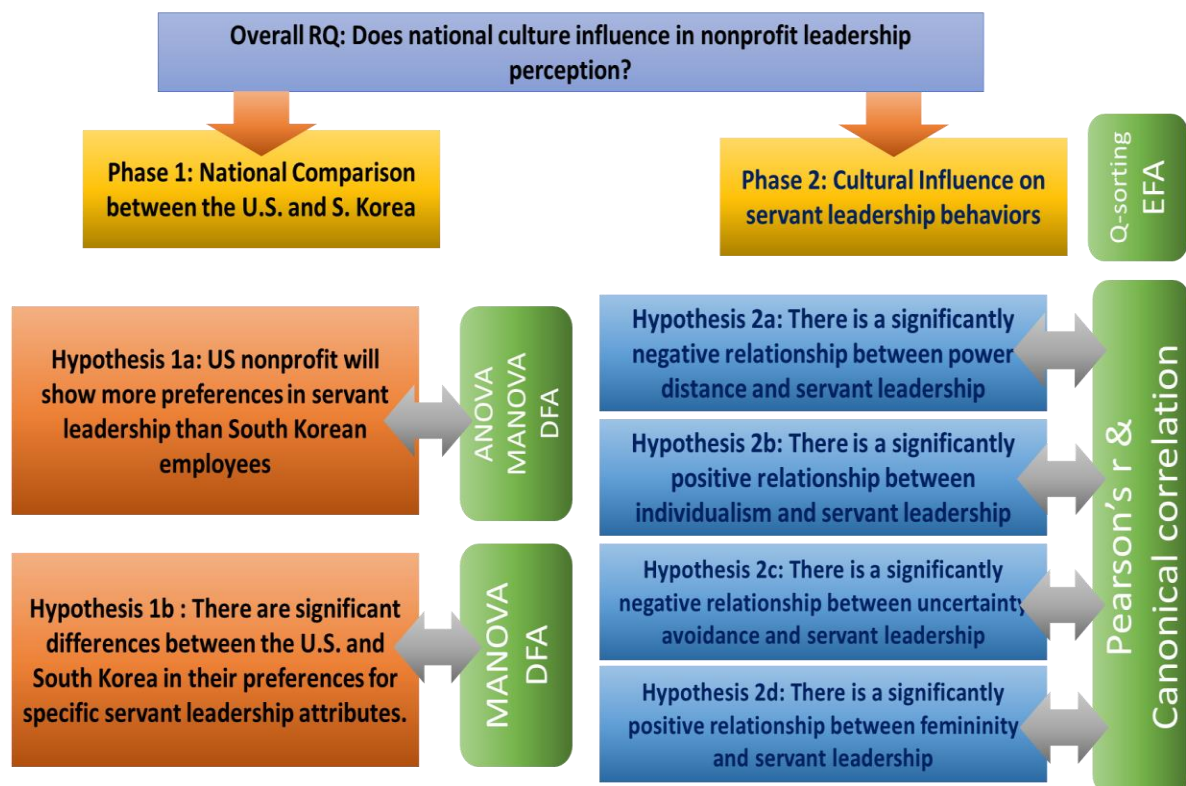 Overall RQ: Does national culture influence in nonprofit leadership
perception?
Phase 1: National Comparison
between the U.S. and S. Korea
Phase 2: Cultural Influence on
servant leadership behaviors
Q-sorting
EFA
Hypothesis 1a: US nonprofit will
show more preferences in servant
leadership than South Korean
employees
ANOVA
MANOVA
DFA
Hypothesis 1b : There are significant
differences between the U.S. and
South Korea in their preferences for
specific servant leadership attributes.
MANOVA
DFA
Hypothesis 2a: There is a significantly
negative relationship between power
distance and servant leadership
Hypothesis 2b: There is a significantly
positive relationship between
individualism and servant leadership
Hypothesis 2c: There is a significantly
negative relationship between uncertainty
avoidance and servant leadership
Hypothesis 2d: There is a significantly
positive relationship between femininity
and servant leadership
Pearson's r &
Canonical correlation